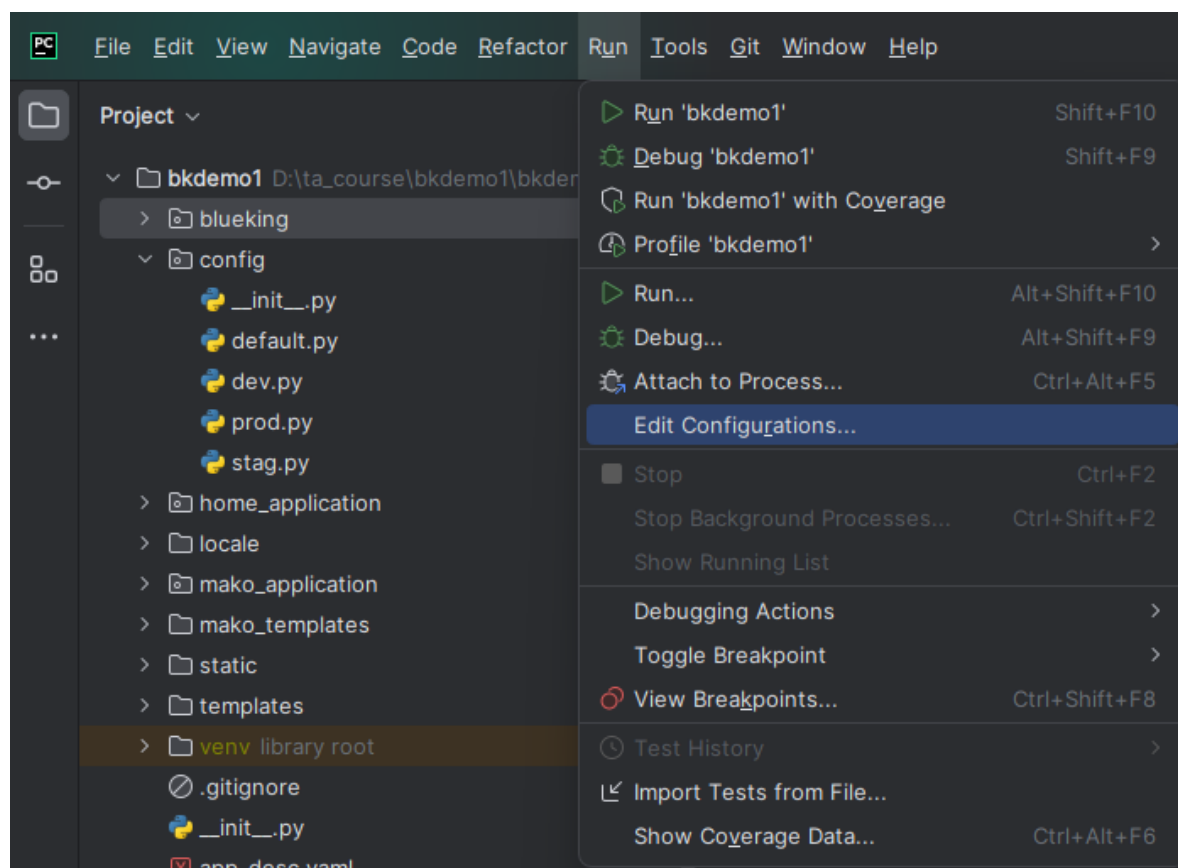 PC File Edit View Navigate Code Refactor Run Tools Git Window Help
Project
bkdemo1 D:\ta_course\bkdemo1\bkder
blueking
config
__init__.py
default.py
dev.py
prod.py
stag.py
home_application
locale
mako_application
mako_templates
static
templates
venv library root
.gitignore
__init__.py
app_desc.yaml
Run 'bkdemo1' Shift+F10
Debug 'bkdemo1' Shift+F9
Run 'bkdemo1' with Coverage
Profile 'bkdemo1'
Run... Alt+Shift+F10
Debug... Alt+Shift+F9
Attach to Process... Ctrl+Alt+F5
Edit Configurations...
Stop Ctrl+F2
Stop Background Processes... Ctrl+Shift+F2
Show Running List
Debugging Actions
Toggle Breakpoint
View Breakpoints... Ctrl+Shift+F8
Test History
Import Tests from File...
Show Coverage Data... Ctrl+Alt+F6